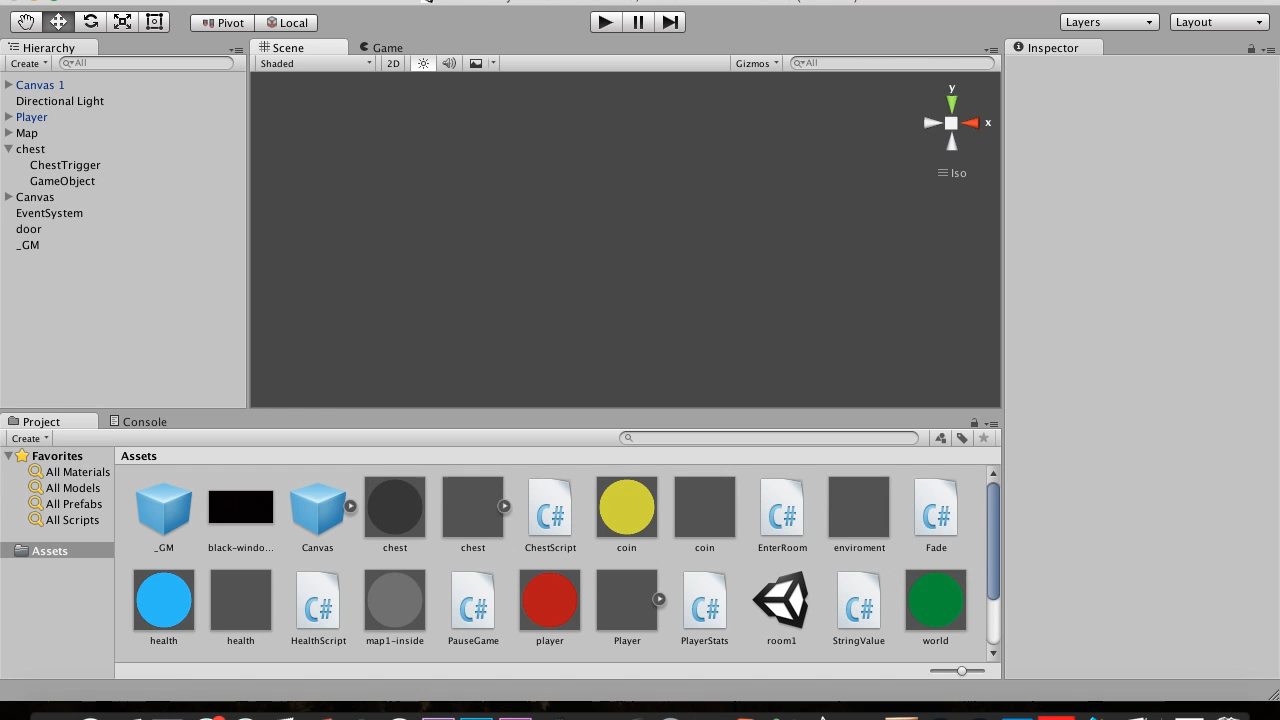 Pivot Local Layers Layout
Hierarchy Scene Game Inspector
Create All Shaded 2D Gizmos All
Canvas 1
Directional Light
Player
Map
chest
ChestTrigger
GameObject
Canvas
EventSystem
door
_GM
y
x
Iso
Project Console
Create
Favorites
All Materials
All Models
All Prefabs
All Scripts
Assets
Assets
C# C# C#
_GM black-windo... Canvas chest chest ChestScript coin coin EnterRoom enviroment Fade
C# C# C# C#
health health HealthScript map1-inside PauseGame player Player PlayerStats room1 StringValue world